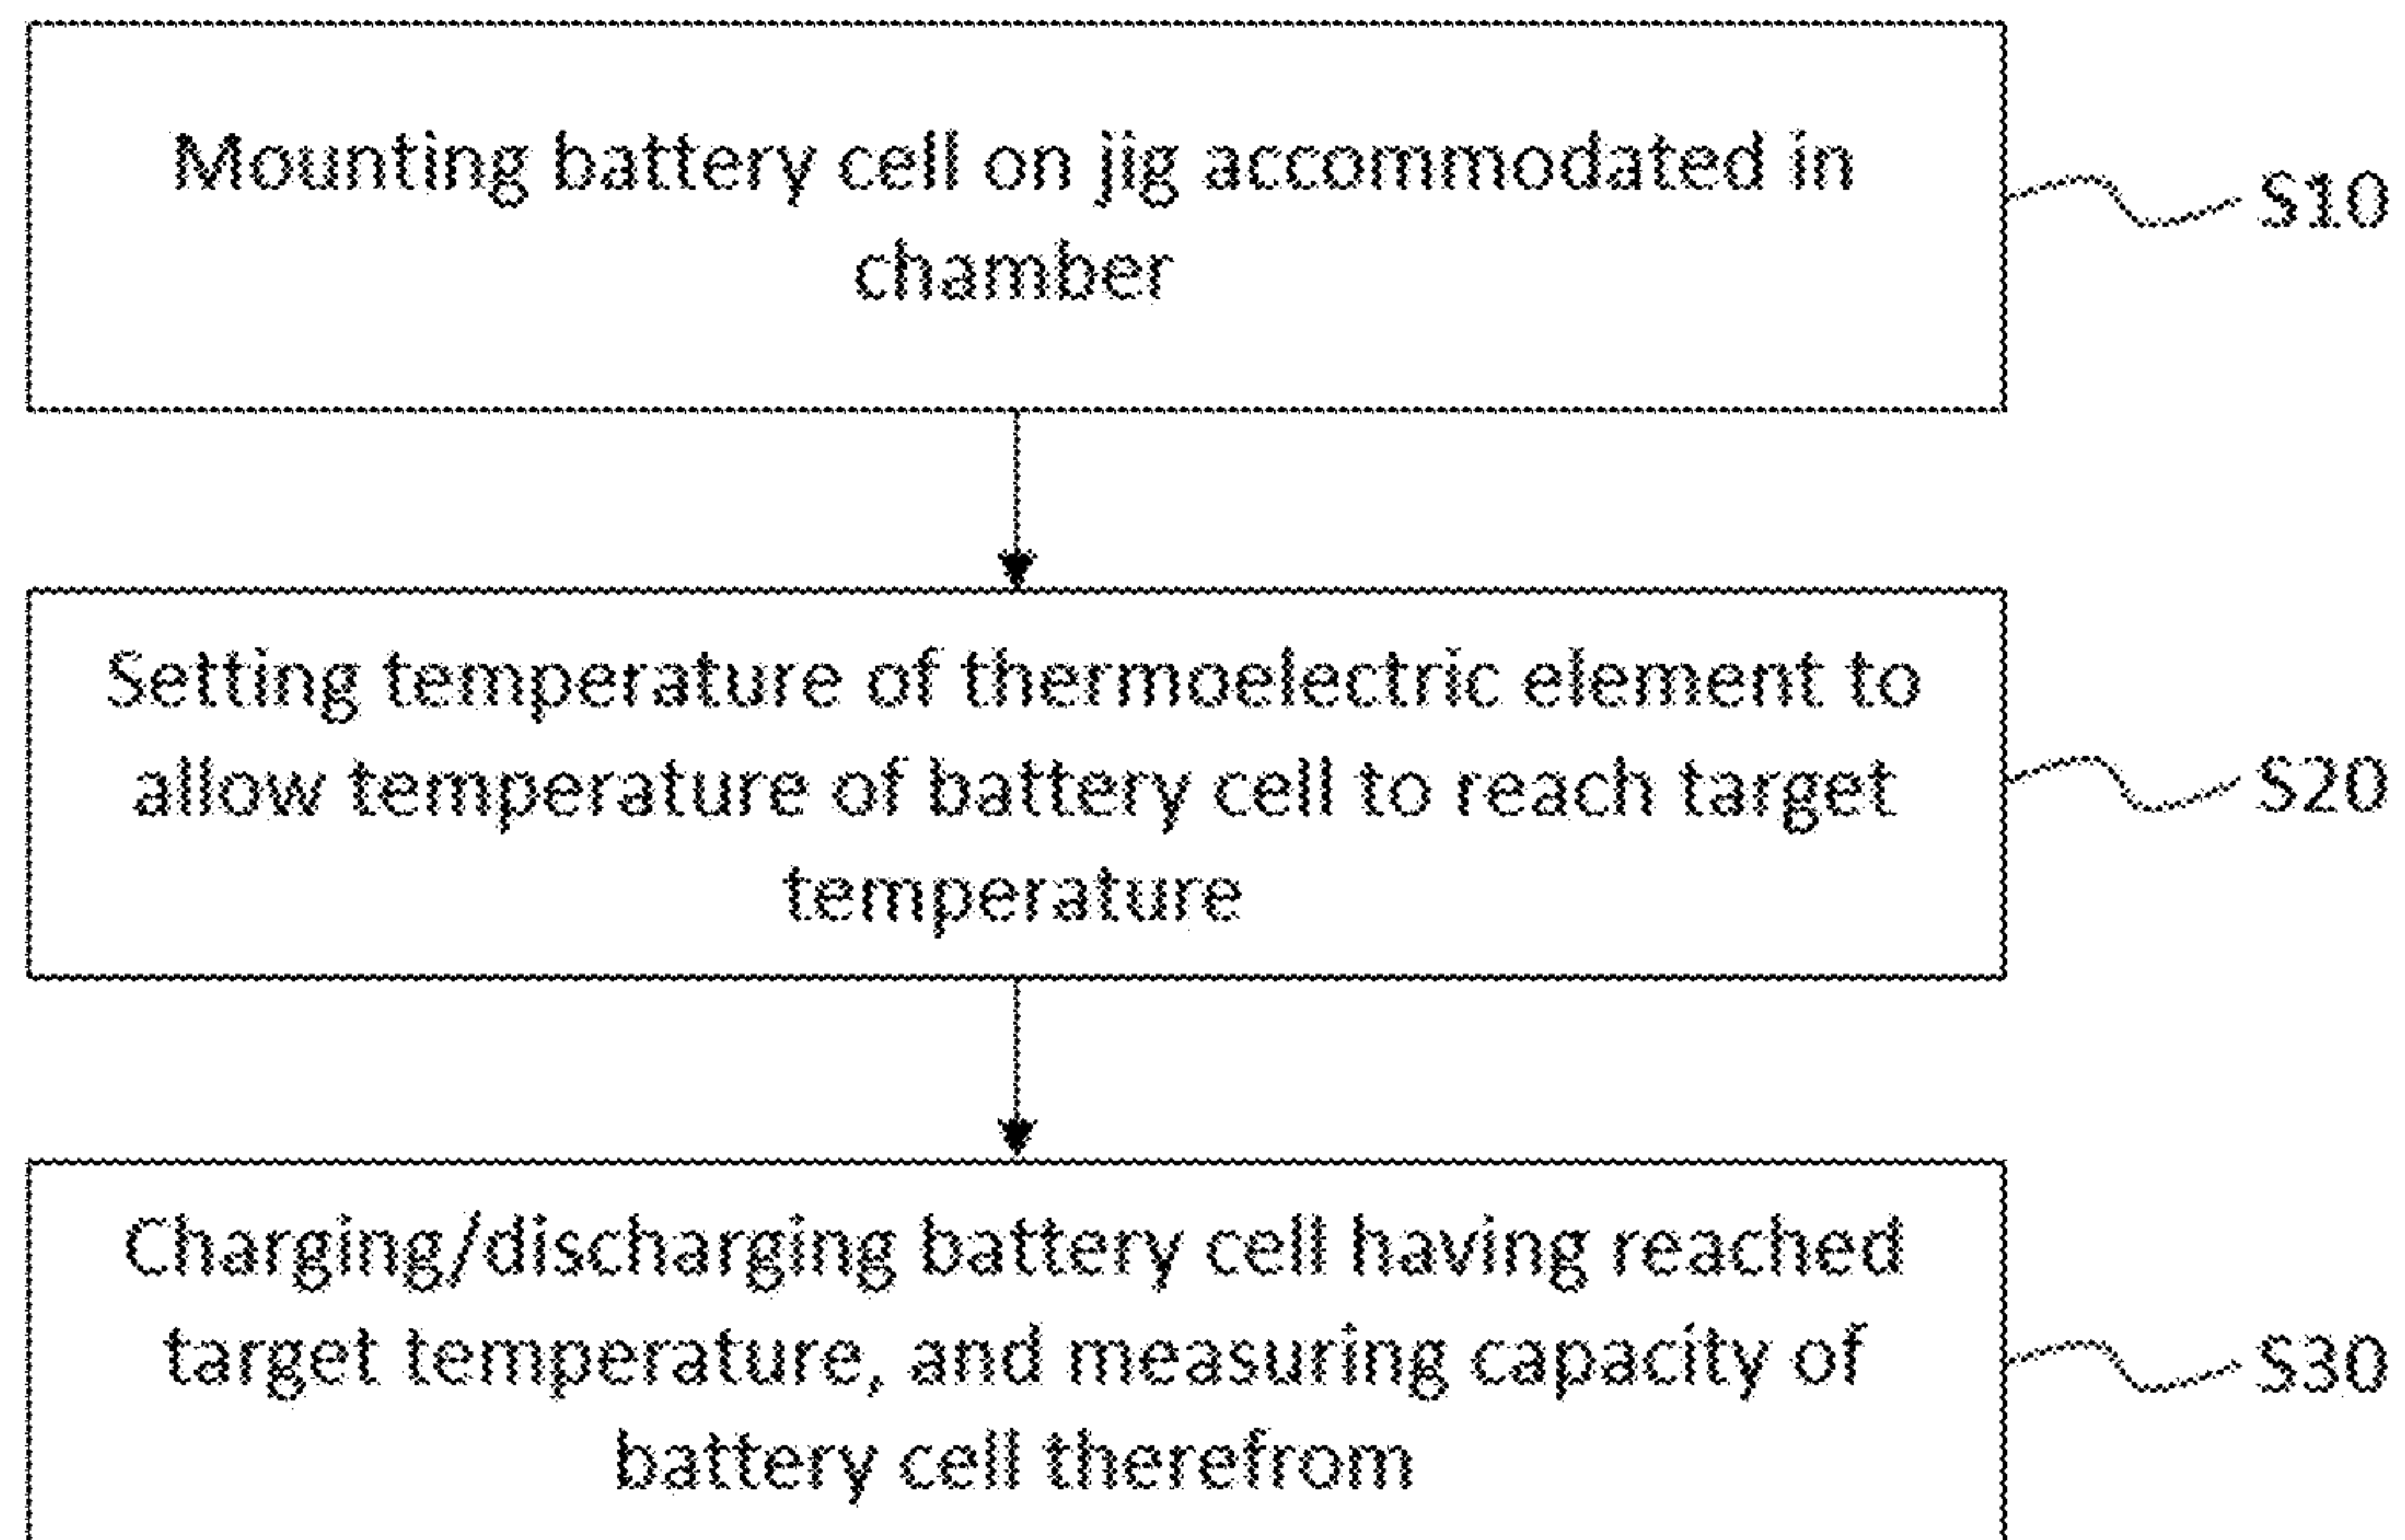 Mounting battery cell on jig accommodated in
chamber
S10
Setting temperature of thermoelectric element to
allow temperature of battery cell to reach target
temperature
S20
Charging/discharging battery cell having reached
target temperature, and measuring capacity of
battery cell therefrom
S30